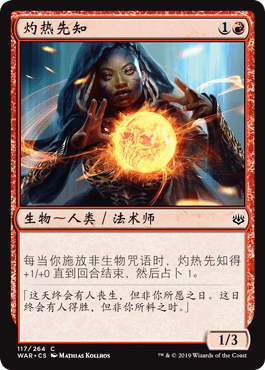 灼热先知 1
生物～人类 / 法术师
每当你施放非生物咒语时，灼热先知得
+1/+0 直到回合结束，然后占卜 1。
「这天终会有人丧生，但非你所愿之日。这日
终会有人得胜，但非你所料之时。」
1/3
117/264 C
WAR • CS MATHIAS KOLLROS
™ & © 2019 Wizards of the Coast